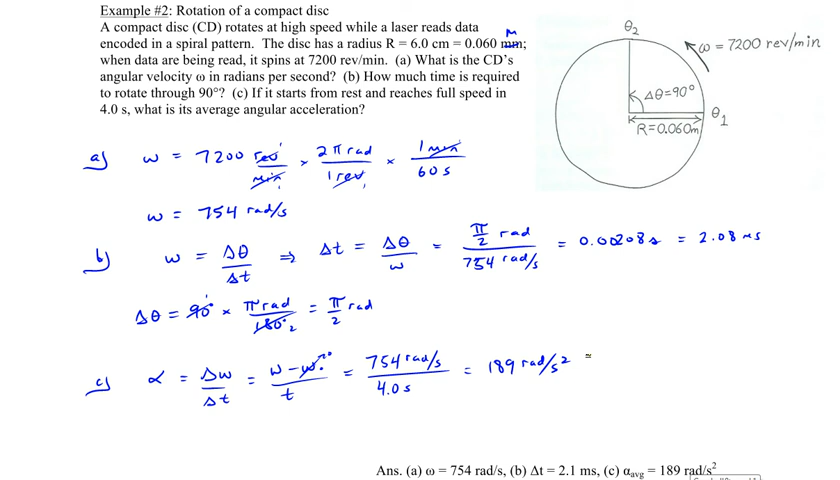 Example #2: Rotation of a compact disc
A compact disc (CD) rotates at high speed while a laser reads data
encoded in a spiral pattern. The disc has a radius R = 6.0 cm = 0.060 m;
when data are being read, it spins at 7200 rev/min. (a) What is the CD's
angular velocity ω in radians per second? (b) How much time is required
to rotate through 90°? (c) If it starts from rest and reaches full speed in
4.0 s, what is its average angular acceleration?
θ₂
ω = 7200 rev/min
Δθ=90°
θ₁
R=0.060m
a) ω = 7200 rev/min × 2π rad/1 rev × 1 min/60 s
ω = 754 rad/s
b) ω = Δθ/Δt ⇒ Δt = Δθ/ω = π/2 rad/754 rad/s = 0.00208 s = 2.08 ms
Δθ = 90° × π rad/180° 2 = π/2 rad
c) α = Δω/Δt = ω - ω₀/t = 754 rad/s/4.0 s = 189 rad/s² =
Ans. (a) ω = 754 rad/s, (b) Δt = 2.1 ms, (c) αavg = 189 rad/s²